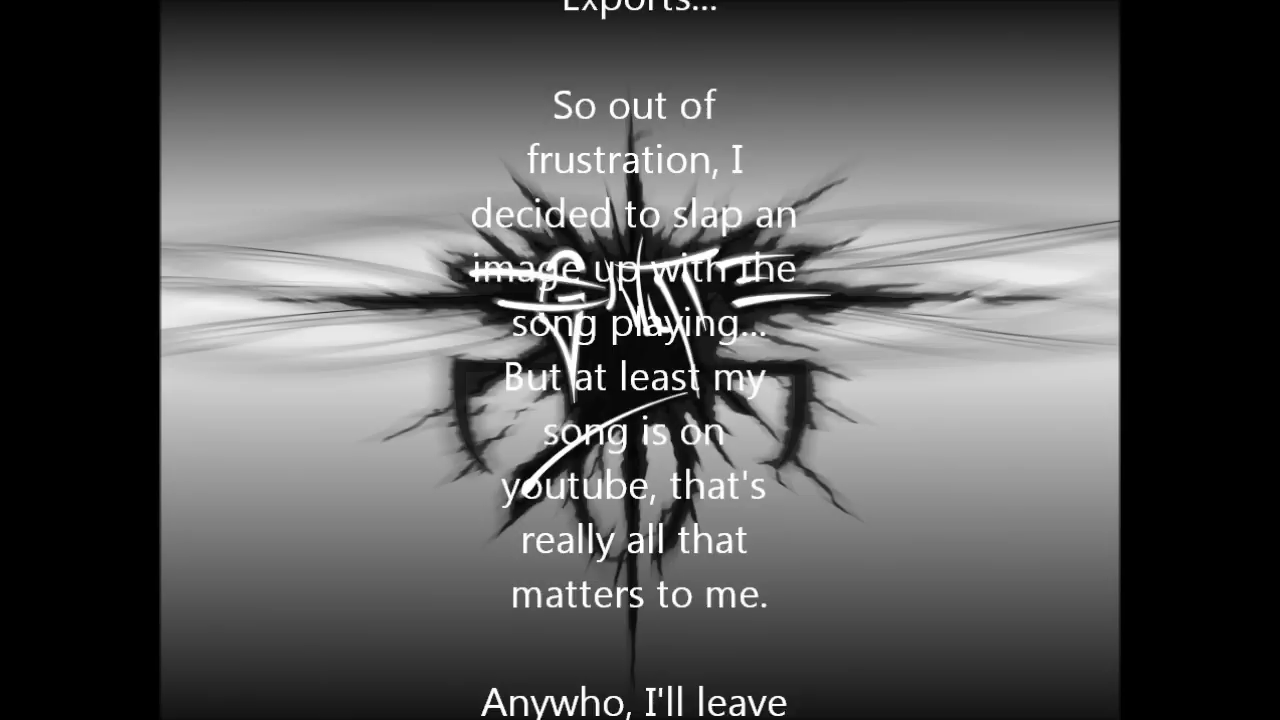 Exports...
So out of
frustration, I
decided to slap an
image up with the
song playing...
But at least my
song is on
youtube, that's
really all that
matters to me.
Anywho, I'll leave